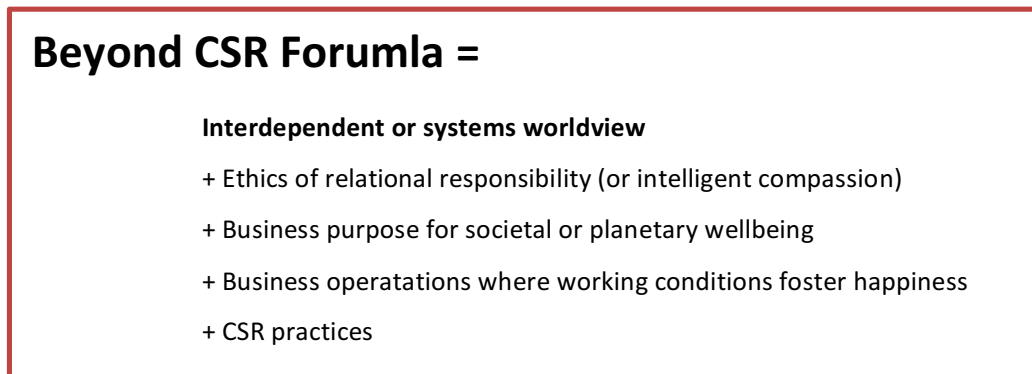 Beyond CSR Forumla =
Interdependent or systems worldview
+ Ethics of relational responsibility (or intelligent compassion)
+ Business purpose for societal or planetary wellbeing
+ Business operatations where working conditions foster happiness
+ CSR practices